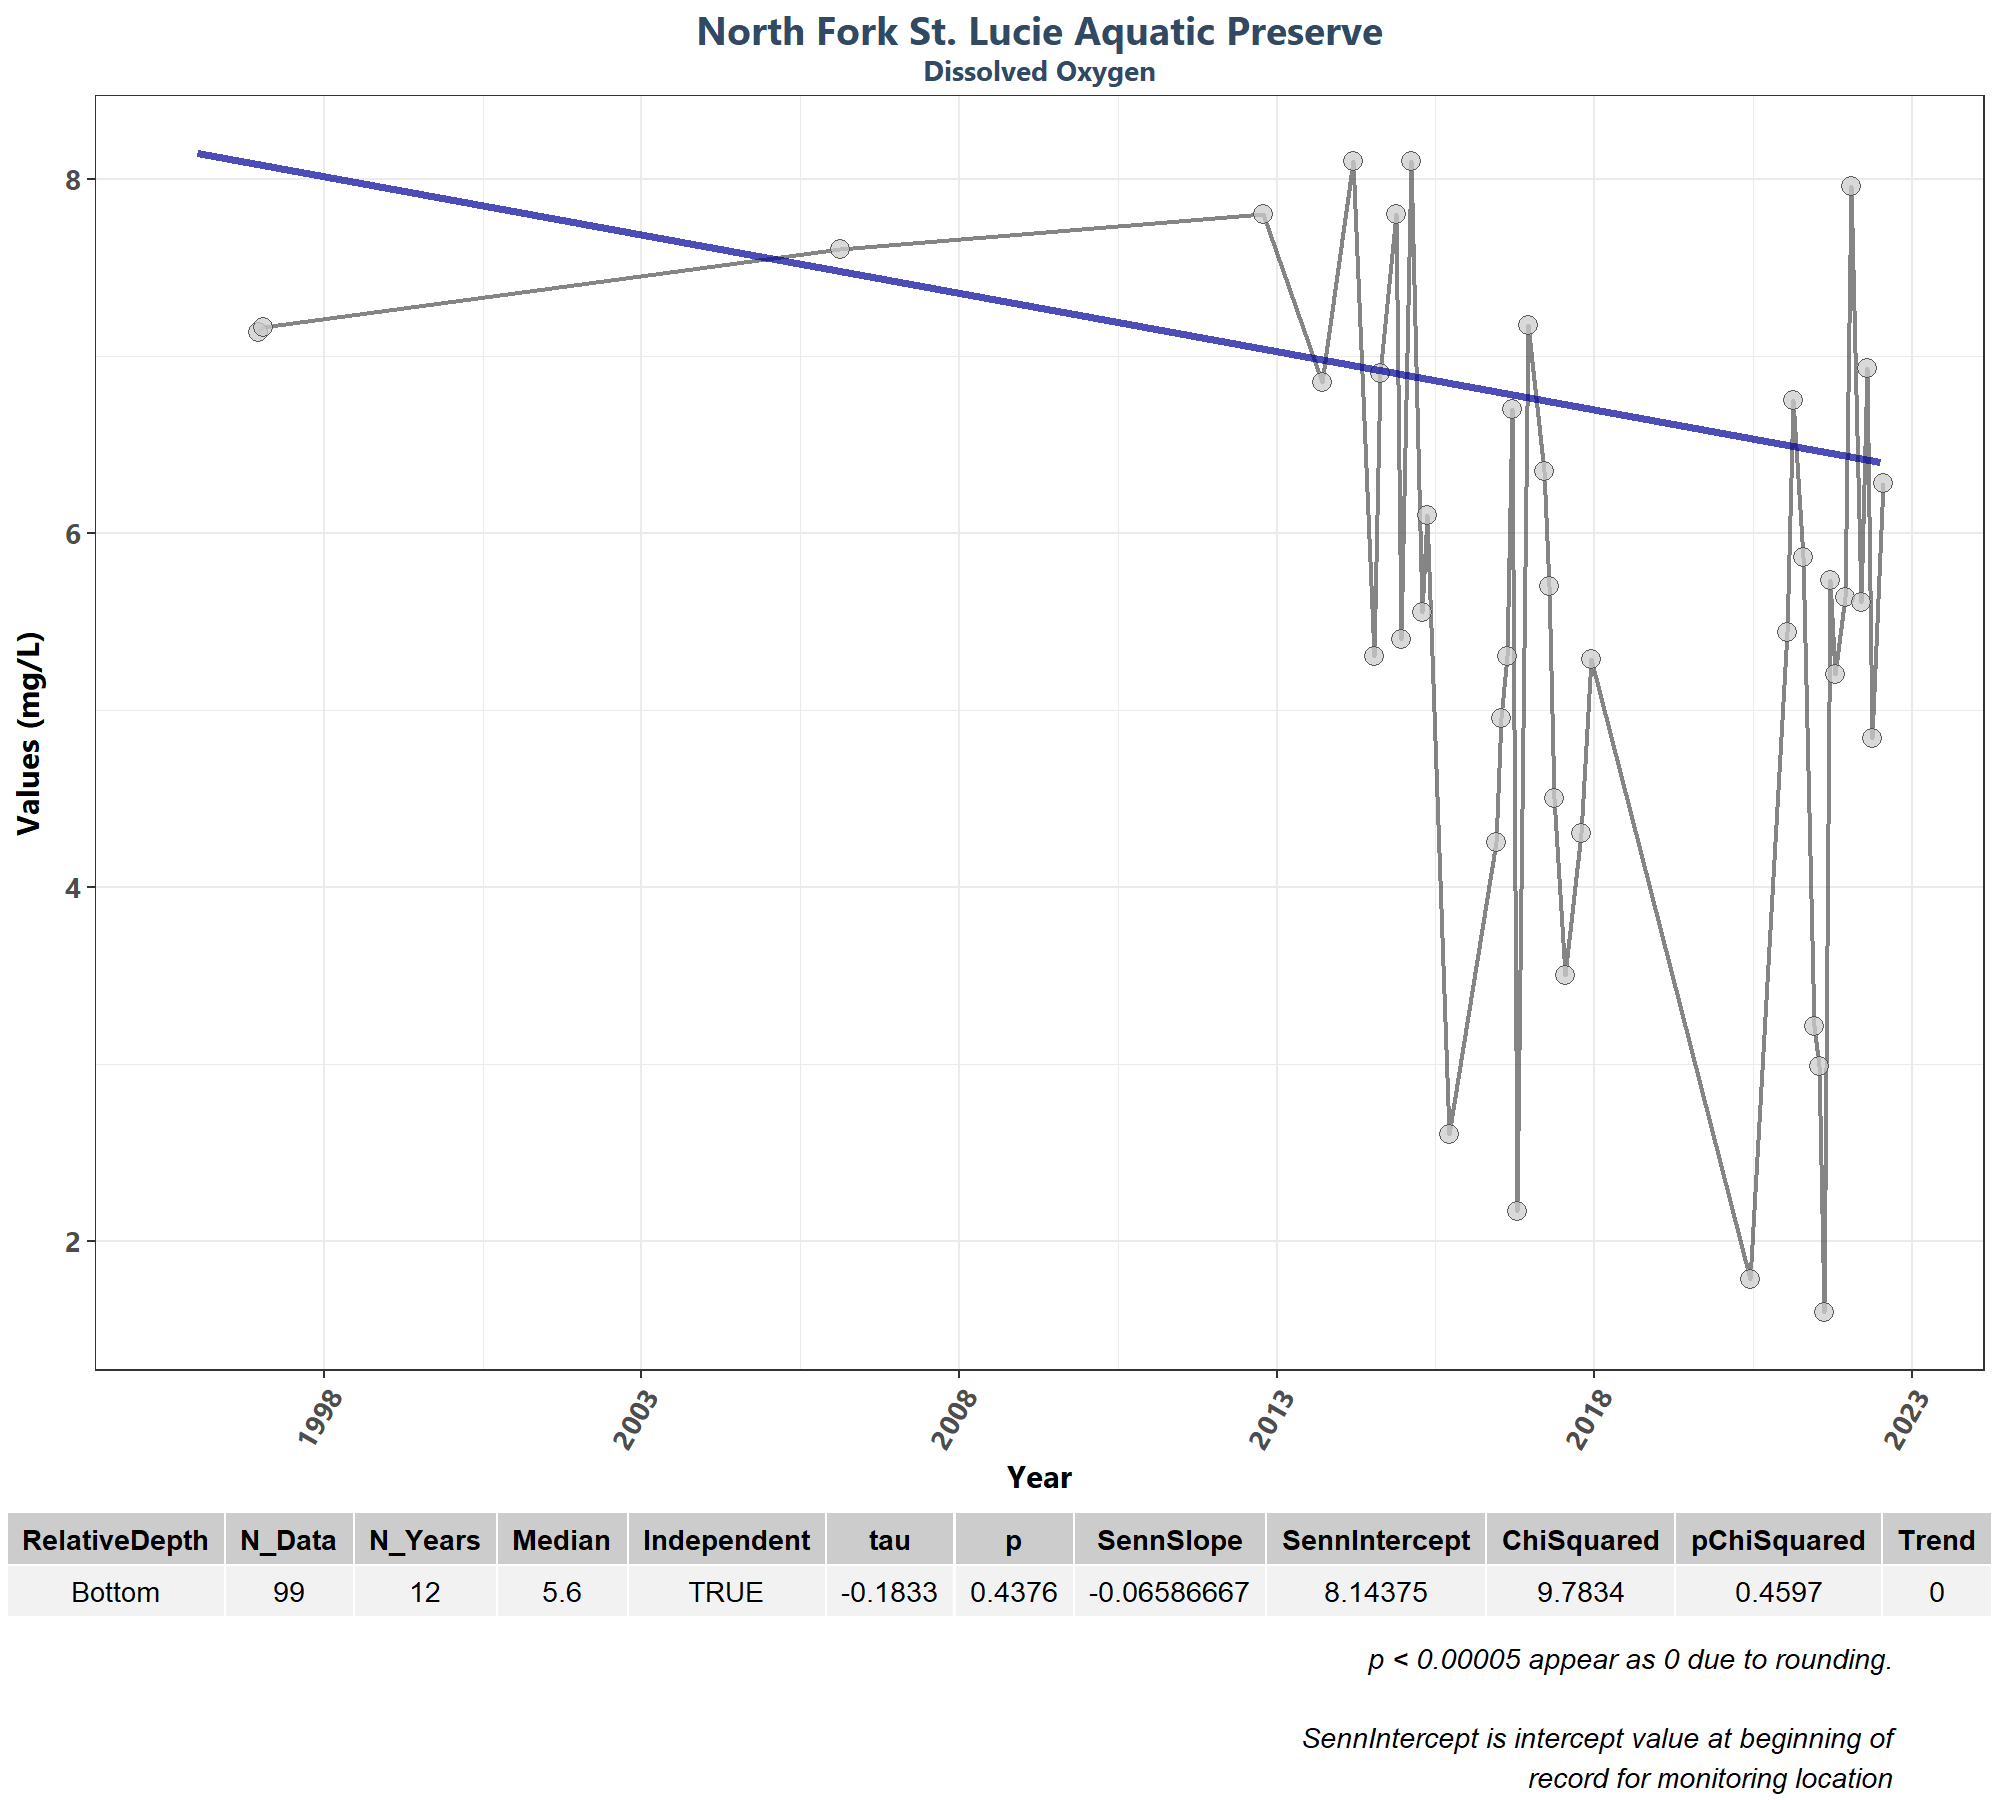 North Fork St. Lucie Aquatic Preserve
Dissolved Oxygen
Values (mg/L)
8
6
4
2
1998 2003 2008 2013 2018 2023
Year
RelativeDepth N_Data N_Years Median Independent tau p SennSlope SennIntercept ChiSquared pChiSquared Trend
Bottom 99 12 5.6 TRUE -0.1833 0.4376 -0.06586667 8.14375 9.7834 0.4597 0
p < 0.00005 appear as 0 due to rounding.
SennIntercept is intercept value at beginning of
record for monitoring location